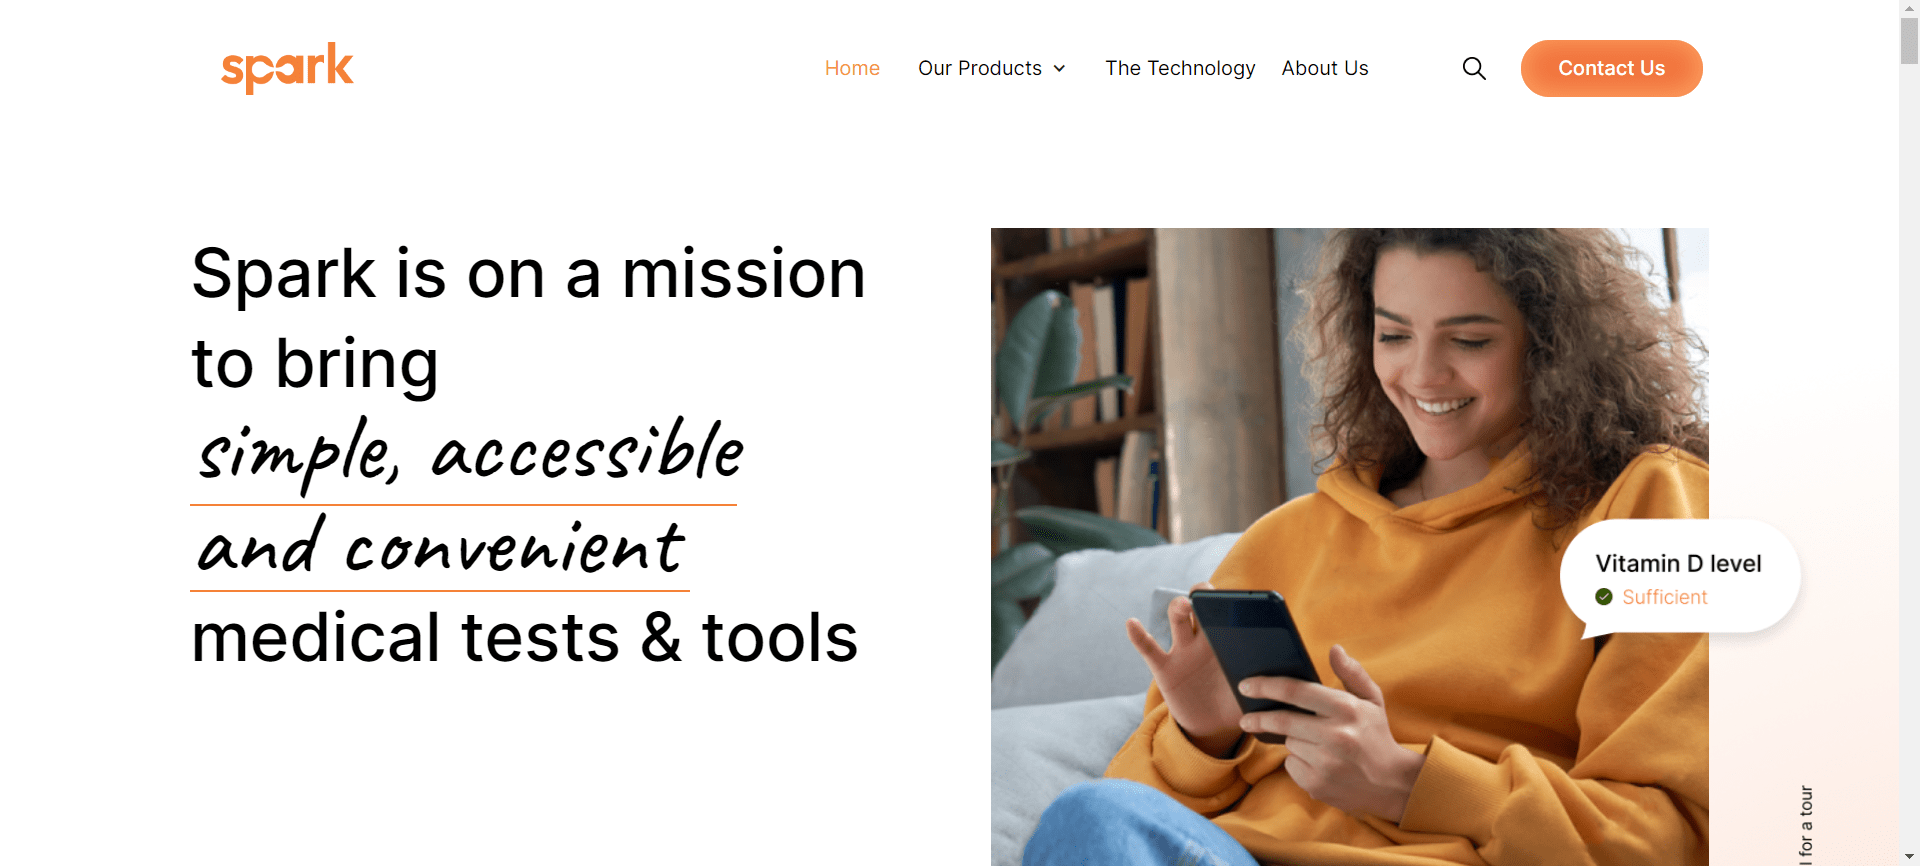 spark
Home
Our Products
The Technology
About Us
Contact Us
Spark is on a mission
to bring
simple, accessible
and convenient
medical tests & tools
Vitamin D level
Sufficient
for a tour